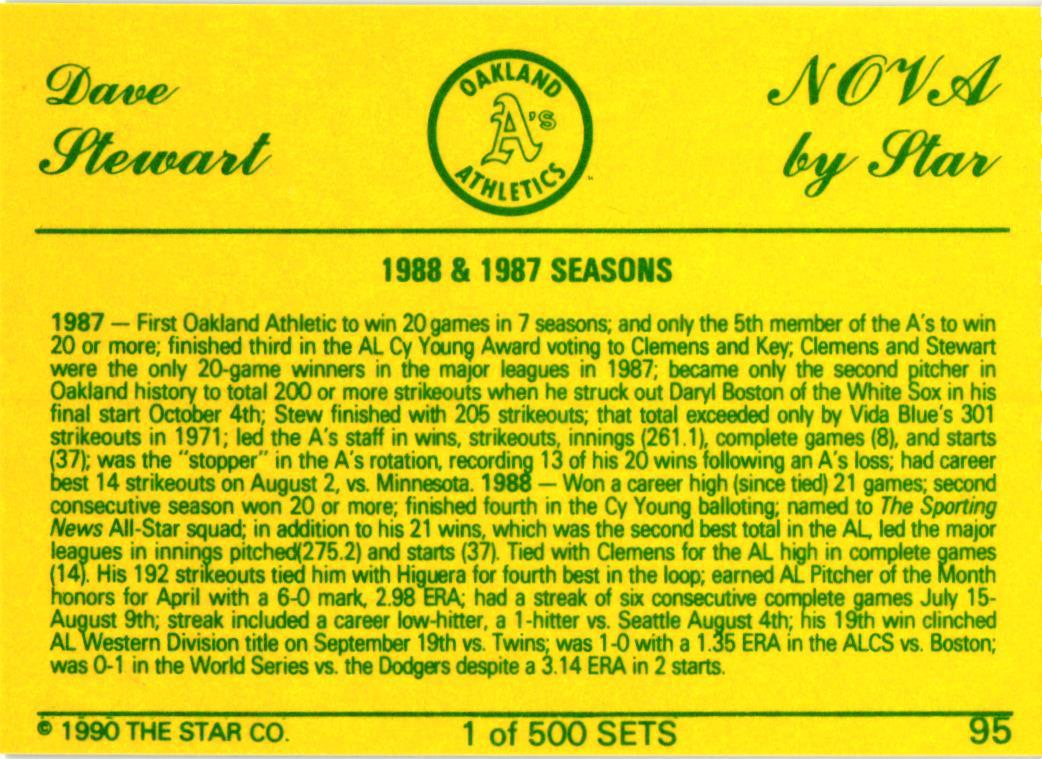 Dave
Stewart
OAKLAND
A's
ATHLETICS
NOVA
by Star
1988 & 1987 SEASONS
1987 — First Oakland Athletic to win 20 games in 7 seasons; and only the 5th member of the A's to win
20 or more; finished third in the AL Cy Young Award voting to Clemens and Key; Clemens and Stewart
were the only 20-game winners in the major leagues in 1987; became only the second pitcher in
Oakland history to total 200 or more strikeouts when he struck out Daryl Boston of the White Sox in his
final start October 4th; Stew finished with 205 strikeouts; that total exceeded only by Vida Blue's 301
strikeouts in 1971; led the A's staff in wins, strikeouts, innings (261.1), complete games (8), and starts
(37); was the "stopper" in the A's rotation, recording 13 of his 20 wins following an A's loss; had career
best 14 strikeouts on August 2, vs. Minnesota. 1988 — Won a career high (since tied) 21 games; second
consecutive season won 20 or more; finished fourth in the Cy Young balloting; named to The Sporting
News All-Star squad; in addition to his 21 wins, which was the second best total in the AL, led the major
leagues in innings pitched(275.2) and starts (37). Tied with Clemens for the AL high in complete games
(14). His 192 strikeouts tied him with Higuera for fourth best in the loop; earned AL Pitcher of the Month
honors for April with a 6-0 mark, 2.98 ERA; had a streak of six consecutive complete games July 15-
August 9th; streak included a career low-hitter, a 1-hitter vs. Seattle August 4th; his 19th win clinched
AL Western Division title on September 19th vs. Twins; was 1-0 with a 1.35 ERA in the ALCS vs. Boston;
was 0-1 in the World Series vs. the Dodgers despite a 3.14 ERA in 2 starts.
© 1990 THE STAR CO.
1 of 500 SETS
95